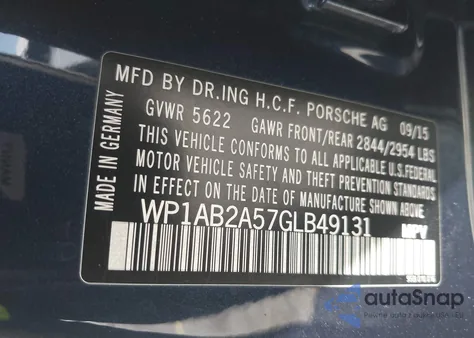 MFD BY DR.ING H.C.F. PORSCHE AG 09/15
GVWR 5622 GAWR FRONT/REAR 2844/2954 LBS
THIS VEHICLE CONFORMS TO ALL APPLICABLE U.S.FEDERAL
MOTOR VEHICLE SAFETY AND THEFT PREVENTION STANDARDS
IN EFFECT ON THE DATE OF MANUFACTURE SHOWN ABOVE.
WP1AB2A57GLB49131 MPV
MADE IN GERMANY
autoSnap